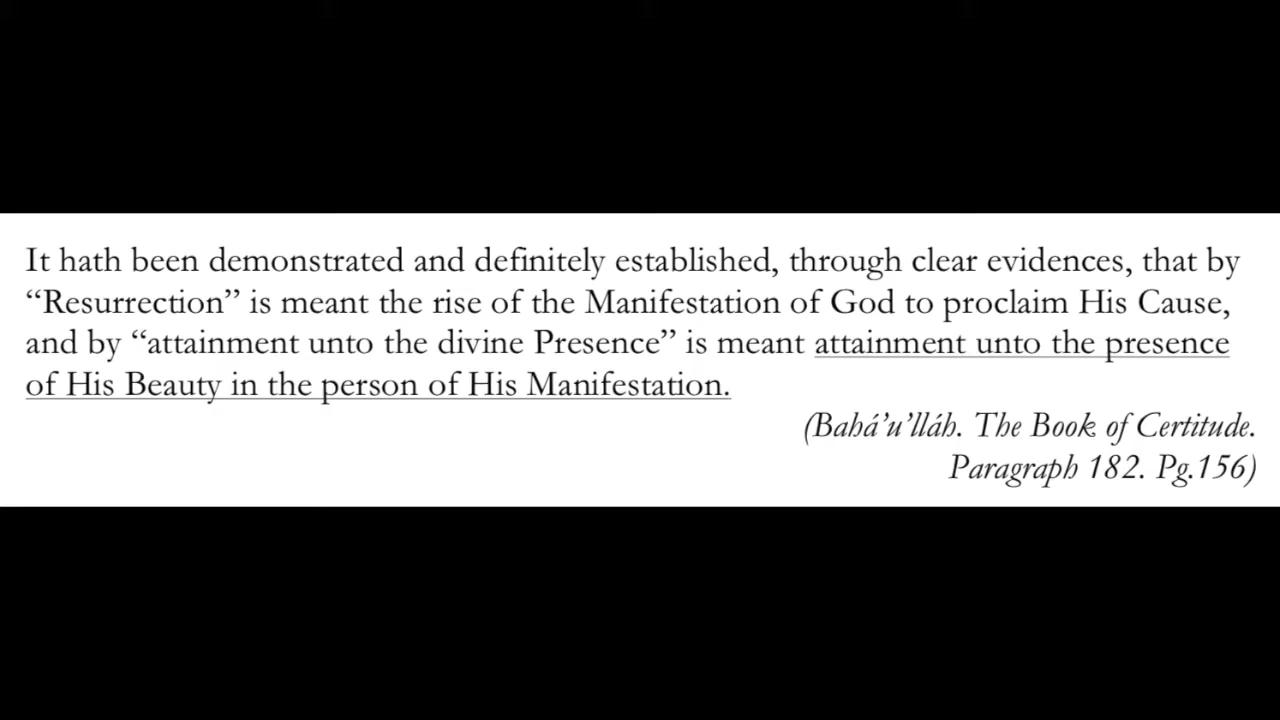 It hath been demonstrated and definitely established, through clear evidences, that by
“Resurrection” is meant the rise of the Manifestation of God to proclaim His Cause,
and by “attainment unto the divine Presence” is meant attainment unto the presence
of His Beauty in the person of His Manifestation.
(Bahá’u’lláh. The Book of Certitude.
Paragraph 182. Pg.156)